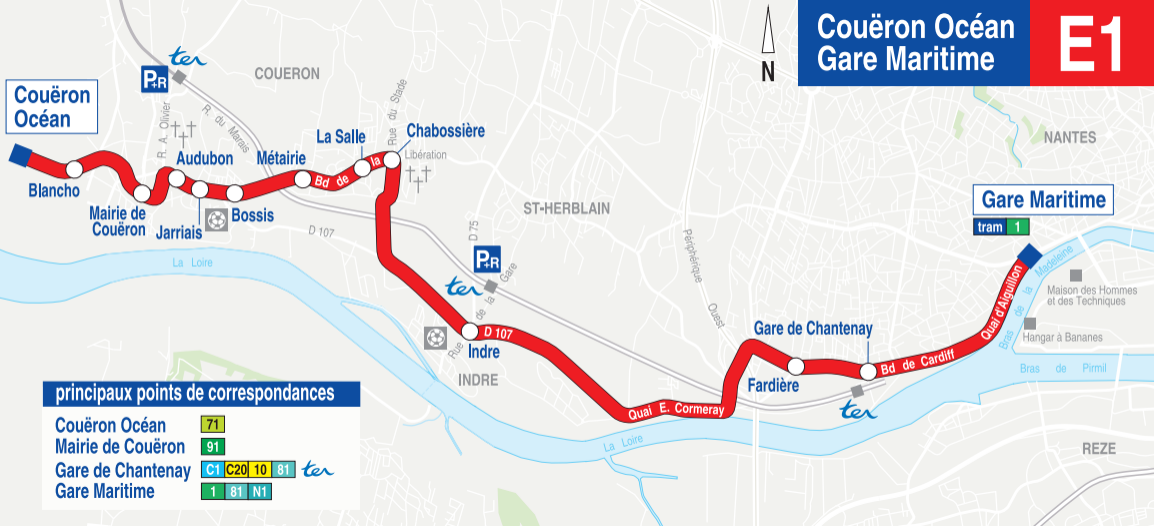 Couëron Océan
Gare Maritime
E1
N
ter
P+R
COUERON
Couëron
Océan
R. A. Olivier
R. du Marais
Rue du Stade
La Salle
Chabossière
Libération
Audubon
Métairie
Bd de la
Blancho
Mairie de
Couëron
Jarriais
Bossis
D 107
D 75
ST-HERBLAIN
NANTES
Gare Maritime
tram 1
La Loire
P+R
ter
Rue de la Gare
Périphérique Ouest
Quai d'Aiguillon
Bras de la Madeleine
Maison des Hommes
et des Techniques
Hangar à Bananes
Bras de Pirmil
D 107
Indre
INDRE
Gare de Chantenay
Fardière
Bd de Cardiff
ter
Quai E. Cormeray
La Loire
REZE
principaux points de correspondances
Couëron Océan 71
Mairie de Couëron 91
Gare de Chantenay C1 C20 10 81 ter
Gare Maritime 1 81 N1